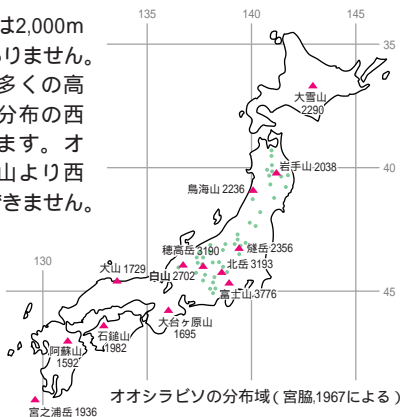 は2,000m
ありません。
多くの高
分布の西
ます。オ
山より西
できません。
135
140
145
35
大雪山
2290
岩手山 2038
40
鳥海山 2236
燧岳 2356
穂高岳 3190
北岳 3193
白山 2702
富士山 3776
大山 1729
130
45
大台ヶ原山
1695
石鎚山
1982
阿蘇山
1592
宮之浦岳 1936
オオシラビソの分布域(宮脇,1967による)